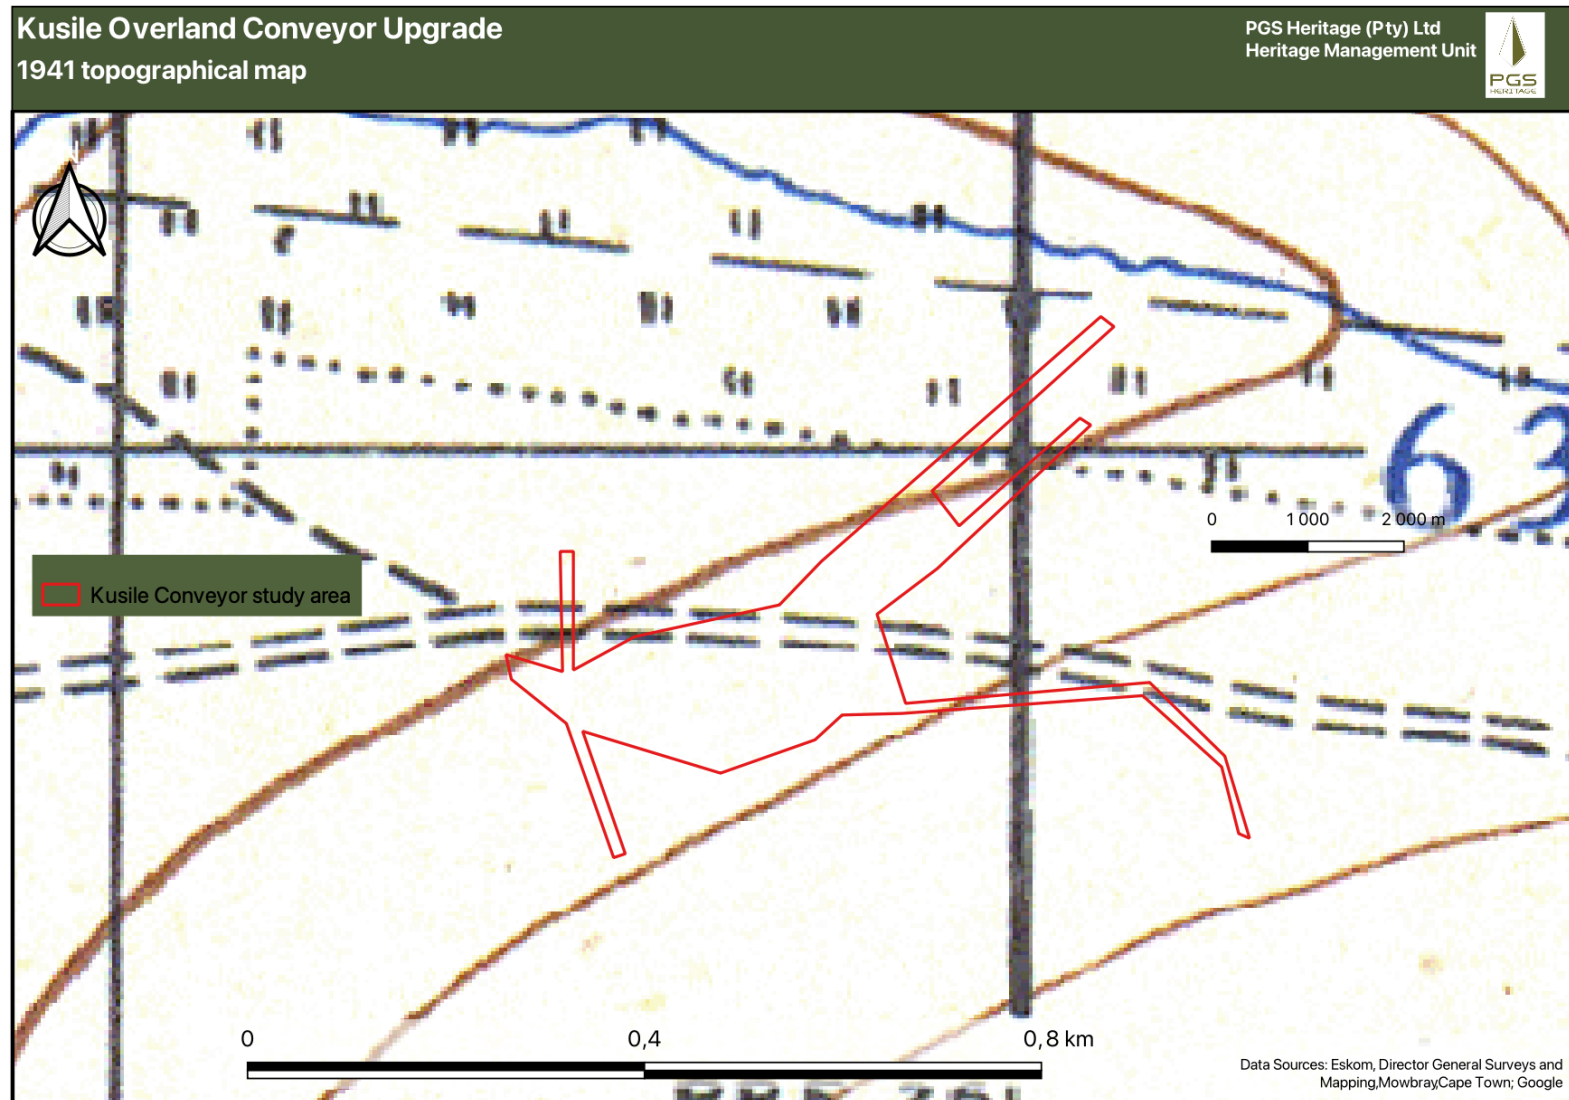 Kusile Overland Conveyor Upgrade
1941 topographical map
PGS Heritage (Pty) Ltd
Heritage Management Unit
PGS
HERITAGE
63
0 1 000 2 000 m
Kusile Conveyor study area
0 0,4 0,8 km
Data Sources: Eskom, Director General Surveys and
Mapping,Mowbray,Cape Town; Google